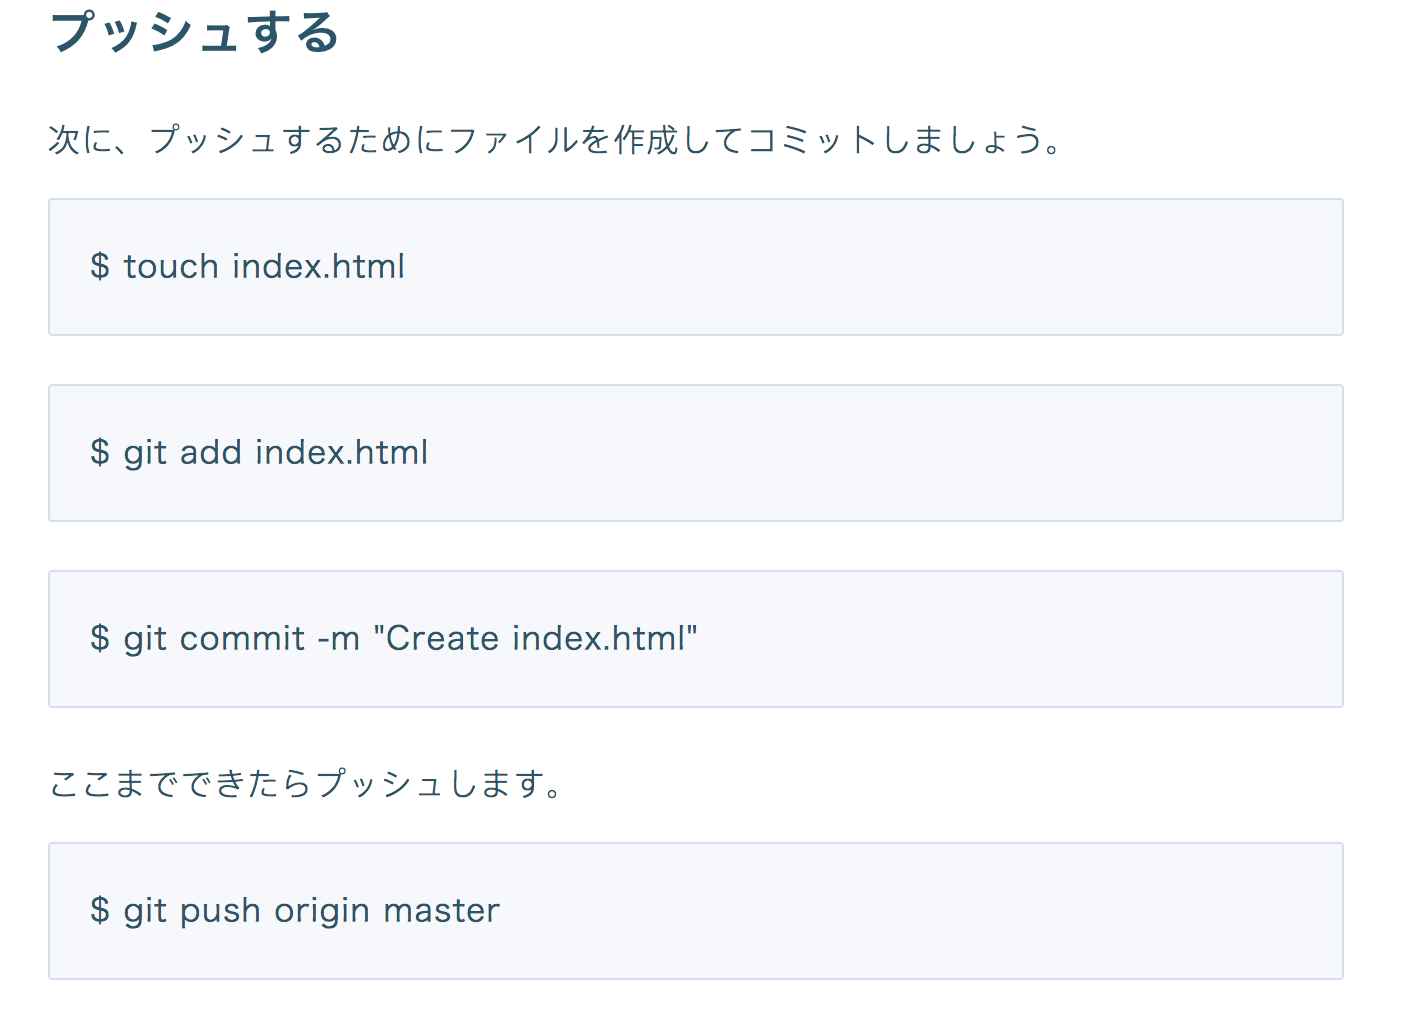 プッシュする
次に、プッシュするためにファイルを作成してコミットしましょう。
$ touch index.html
$ git add index.html
$ git commit -m "Create index.html"
ここまでできたらプッシュします。
$ git push origin master